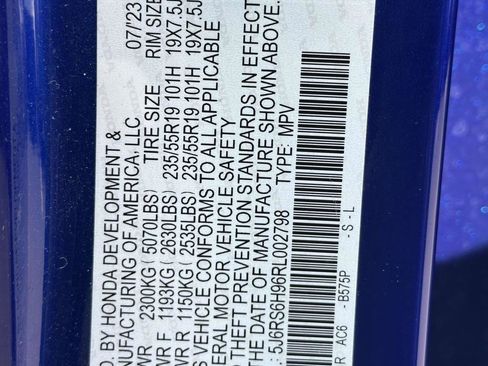 D. BY HONDA DEVELOPMENT &
NUFACTURING OF AMERICA, LLC 07/'23
WR 2300KG ( 5070LBS) TIRE SIZE RIM SIZE
WR F 1193KG ( 2630LBS) 235/55R19 101H 19X7.5J
WR R 1150KG ( 2535LBS) 235/55R19 101H 19X7.5J
S VEHICLE CONFORMS TO ALL APPLICABLE
ERAL MOTOR VEHICLE SAFETY
THEFT PREVENTION STANDARDS IN EFFECT
DATE OF MANUFACTURE SHOWN ABOVE.
: 5J6RS6H96RL002798 TYPE: MPV
R AC6 -B575P -S - L